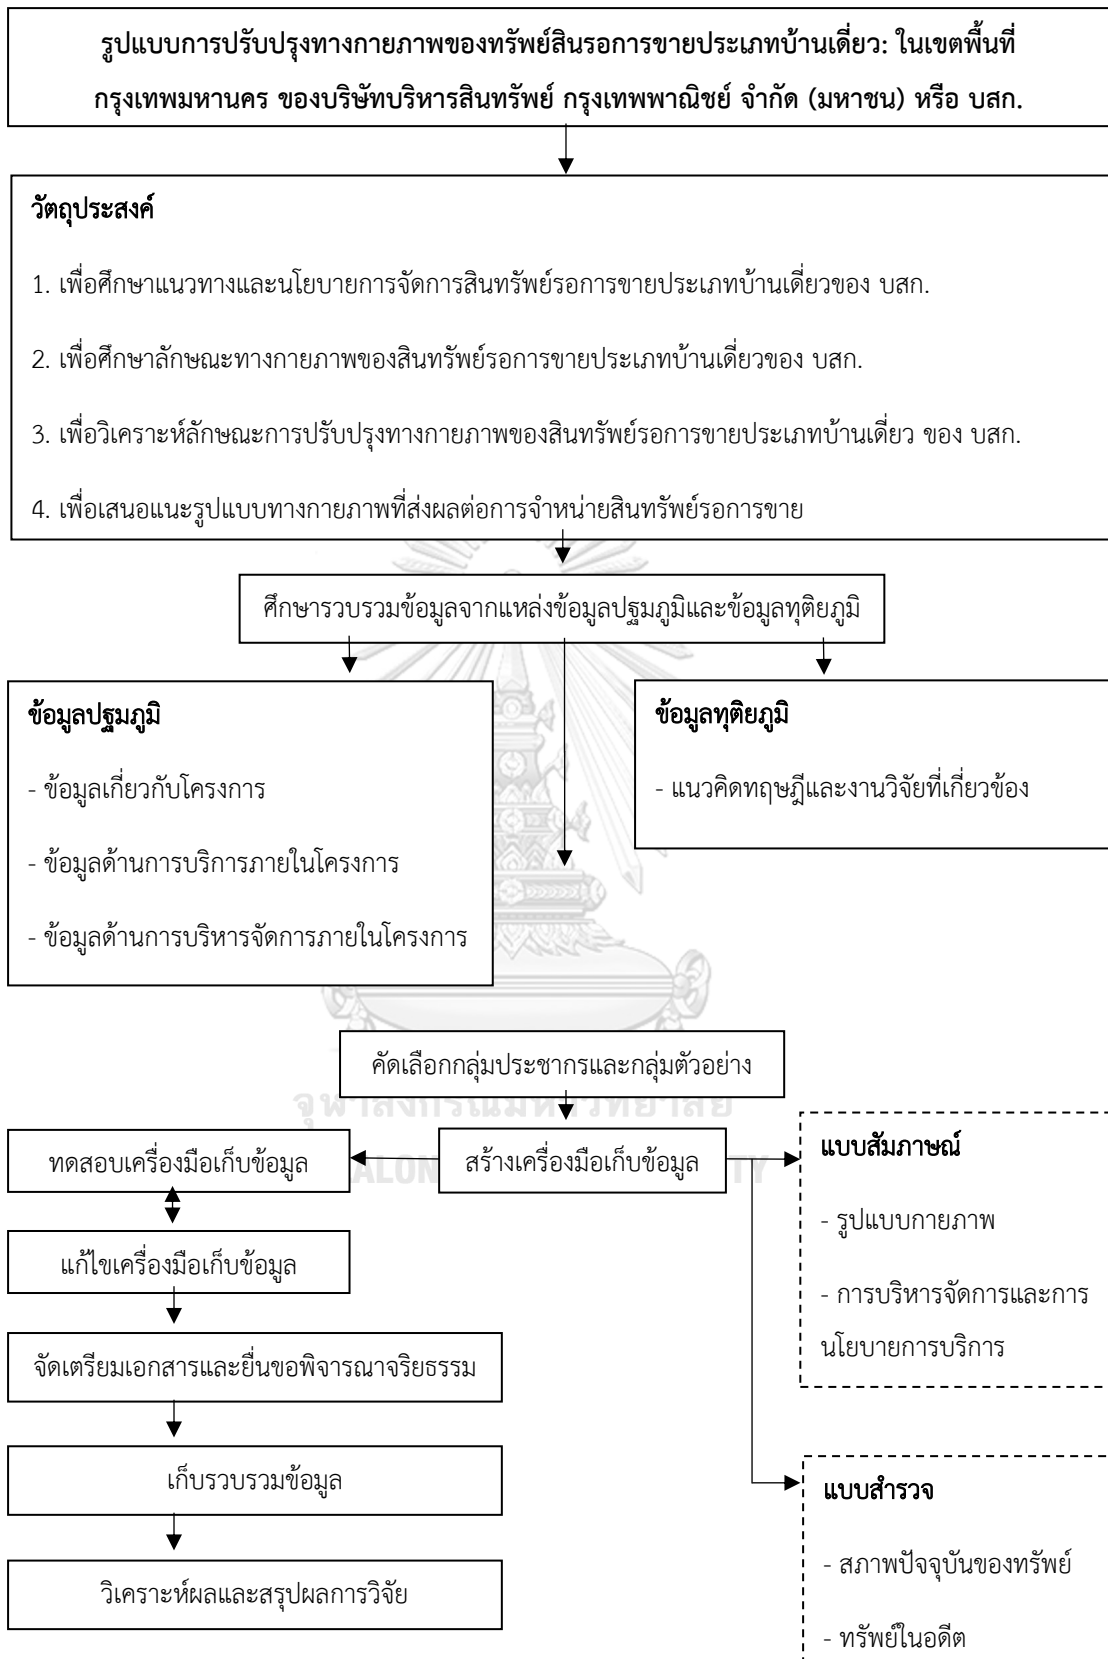 รูปแบบการปรับปรุงทางกายภาพของทรัพย์สินรอการขายประเภทบ้านเดี่ยว: ในเขตพื้นที่
กรุงเทพมหานคร ของบริษัทบริหารสินทรัพย์ กรุงเทพพาณิชย์ จำกัด (มหาชน) หรือ บสก.
วัตถุประสงค์
1. เพื่อศึกษาแนวทางและนโยบายการจัดการสินทรัพย์รอการขายประเภทบ้านเดี่ยวของ บสก.
2. เพื่อศึกษาลักษณะทางกายภาพของสินทรัพย์รอการขายประเภทบ้านเดี่ยวของ บสก.
3. เพื่อวิเคราะห์ลักษณะการปรับปรุงทางกายภาพของสินทรัพย์รอการขายประเภทบ้านเดี่ยว ของ บสก.
4. เพื่อเสนอแนะรูปแบบทางกายภาพที่ส่งผลต่อการจำหน่ายสินทรัพย์รอการขาย
ศึกษารวบรวมข้อมูลจากแหล่งข้อมูลปฐมภูมิและข้อมูลทุติยภูมิ
ข้อมูลปฐมภูมิ
- ข้อมูลเกี่ยวกับโครงการ
- ข้อมูลด้านการบริการภายในโครงการ
- ข้อมูลด้านการบริหารจัดการภายในโครงการ
ข้อมูลทุติยภูมิ
- แนวคิดทฤษฎีและงานวิจัยที่เกี่ยวข้อง
คัดเลือกกลุ่มประชากรและกลุ่มตัวอย่าง
จุฬาลงกรณ์มหาวิทยาลัย
สร้างเครื่องมือเก็บข้อมูล
ทดสอบเครื่องมือเก็บข้อมูล
แก้ไขเครื่องมือเก็บข้อมูล
จัดเตรียมเอกสารและยื่นขอพิจารณาจริยธรรม
เก็บรวบรวมข้อมูล
วิเคราะห์ผลและสรุปผลการวิจัย
แบบสัมภาษณ์
- รูปแบบกายภาพ
- การบริหารจัดการและการ
นโยบายการบริการ
แบบสำรวจ
- สภาพปัจจุบันของทรัพย์
- ทรัพย์ในอดีต